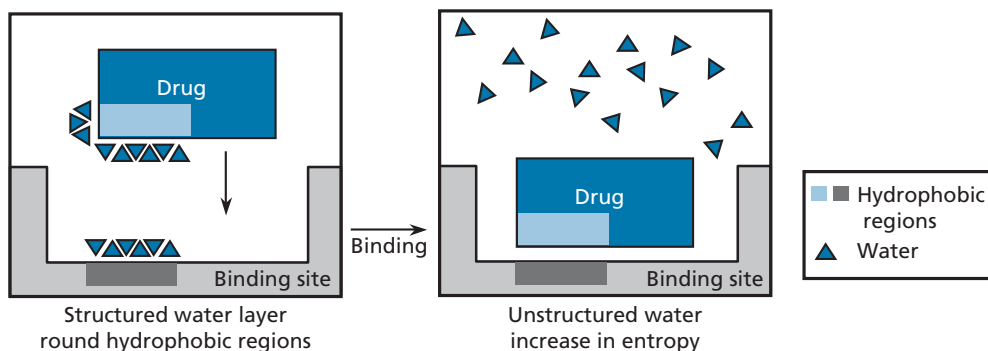 Drug
Binding site
Structured water layer
round hydrophobic regions
Binding
Drug
Binding site
Unstructured water
increase in entropy
Hydrophobic
regions
Water